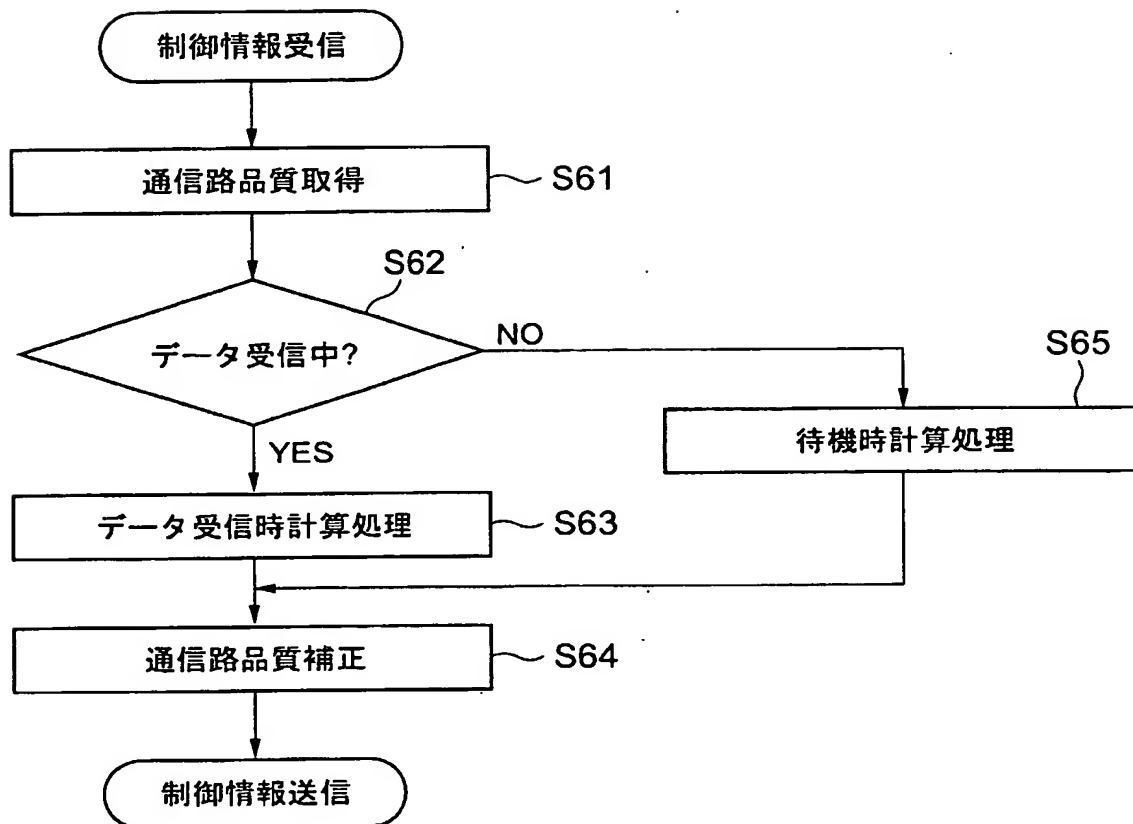 制御情報受信
通信路品質取得
S61
S62
データ受信中?
NO
S65
待機時計算処理
YES
データ受信時計算処理
S63
通信路品質補正
S64
制御情報送信